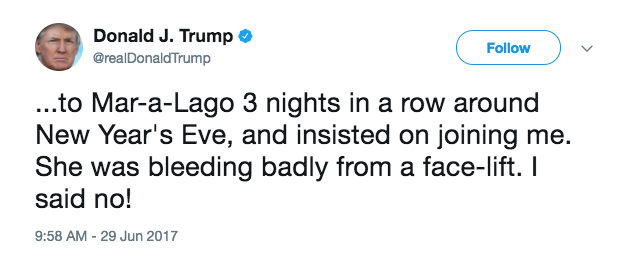 Donald J. Trump
@realDonaldTrump
Follow
...to Mar-a-Lago 3 nights in a row around
New Year's Eve, and insisted on joining me.
She was bleeding badly from a face-lift. I
said no!
9:58 AM - 29 Jun 2017